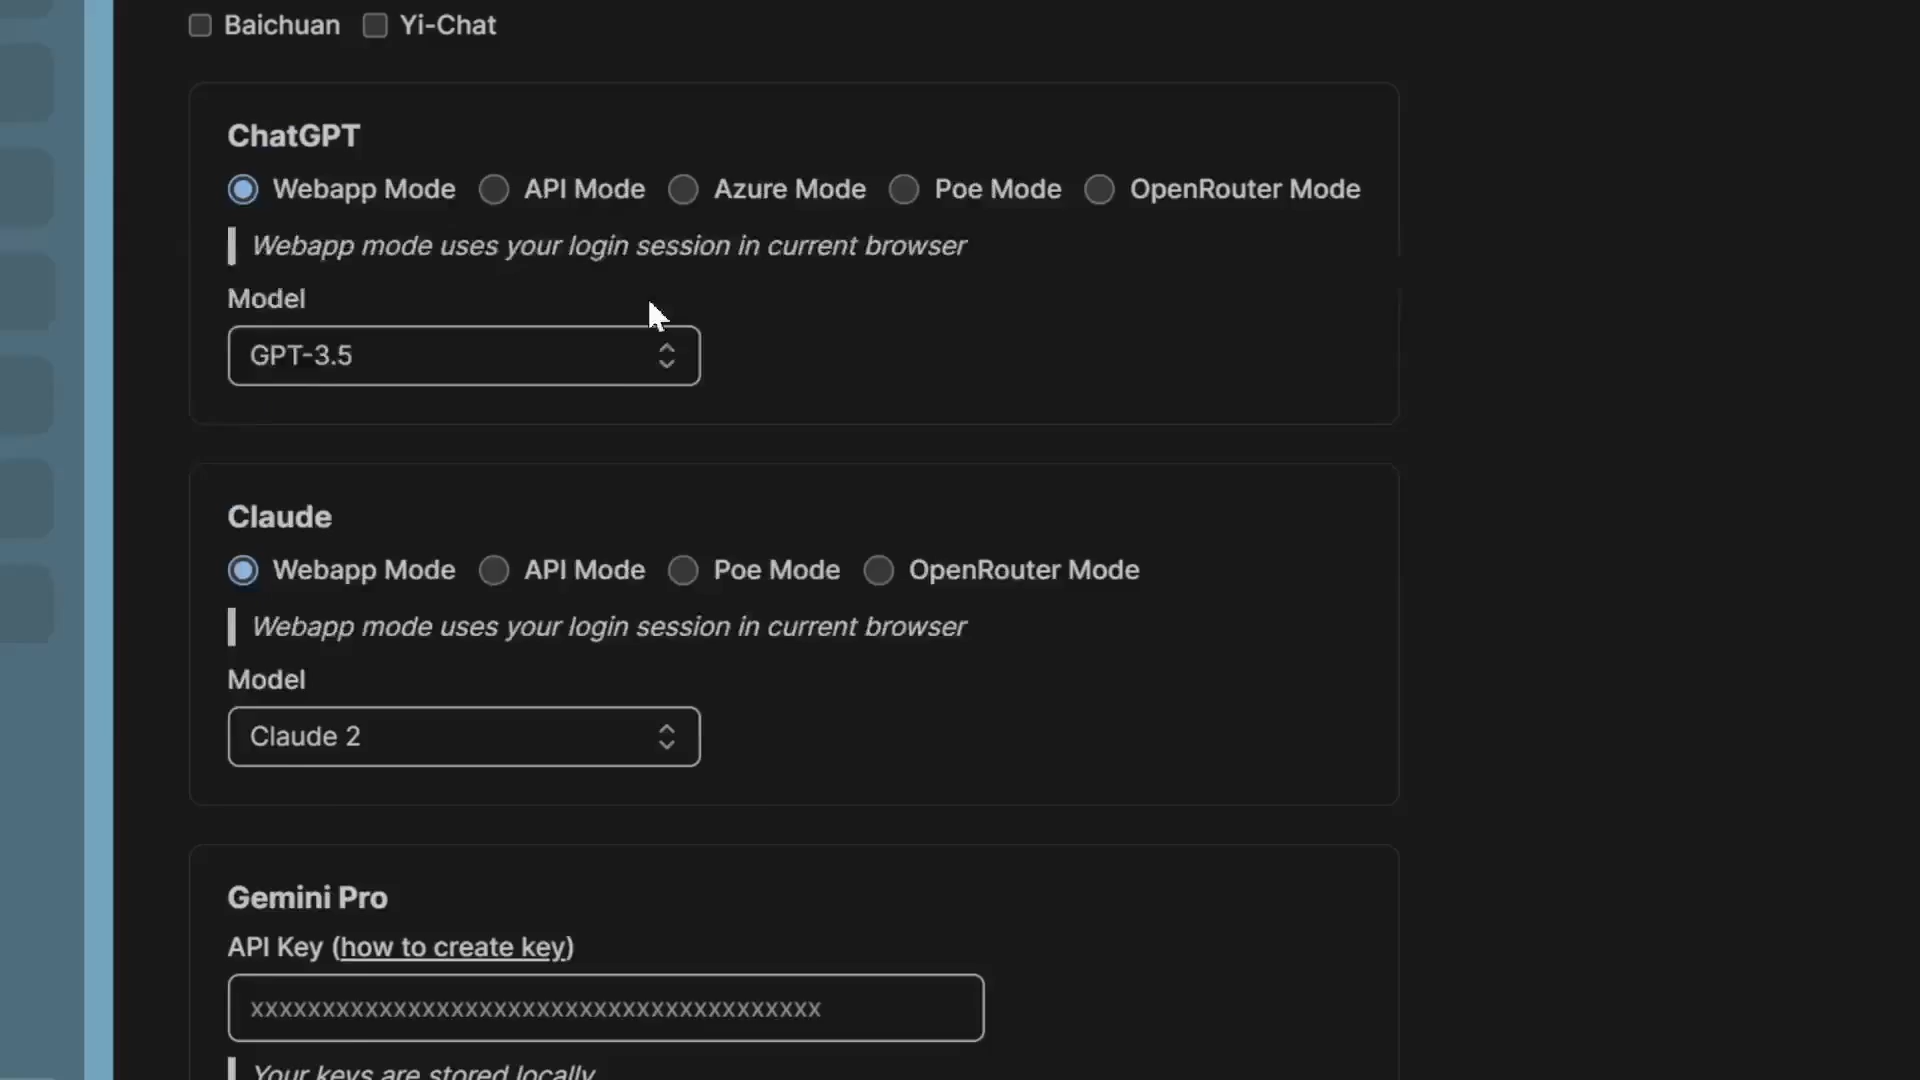 Baichuan Yi-Chat
ChatGPT
Webapp Mode API Mode Azure Mode Poe Mode OpenRouter Mode
Webapp mode uses your login session in current browser
Model
GPT-3.5
Claude
Webapp Mode API Mode Poe Mode OpenRouter Mode
Webapp mode uses your login session in current browser
Model
Claude 2
Gemini Pro
API Key (how to create key)
xxxxxxxxxxxxxxxxxxxxxxxxxxxxxxxxxxxxxxxx
Your keys are stored locally